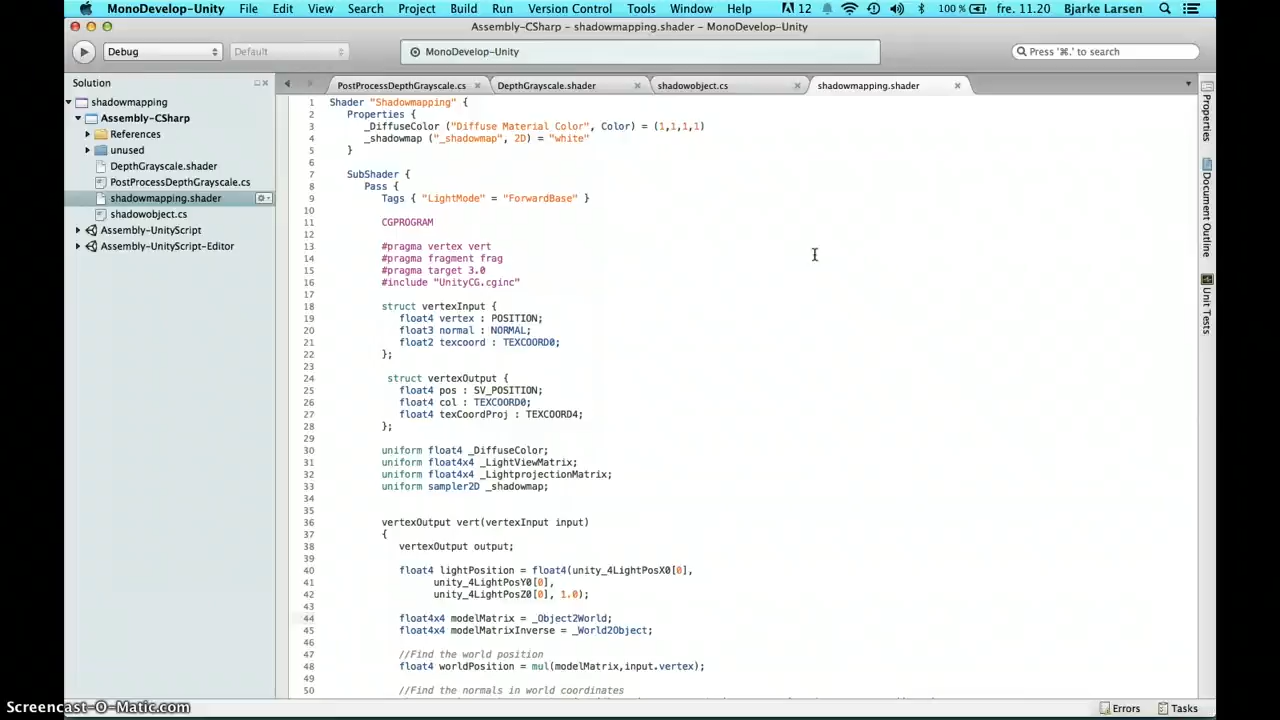 MonoDevelop-Unity File Edit View Search Project Build Run Version Control Tools Window Help 12 100 % fre. 11.20 Bjarke Larsen
Assembly-CSharp - shadowmapping.shader - MonoDevelop-Unity
Debug Default MonoDevelop-Unity Press '⌘.' to search
Solution
PostProcessDepthGrayscale.cs DepthGrayscale.shader shadowobject.cs shadowmapping.shader
shadowmapping
Assembly-CSharp
References
unused
DepthGrayscale.shader
PostProcessDepthGrayscale.cs
shadowmapping.shader
shadowobject.cs
Assembly-UnityScript
Assembly-UnityScript-Editor
1 Shader "Shadowmapping" {
2 Properties {
3 _DiffuseColor ("Diffuse Material Color", Color) = (1,1,1,1)
4 _shadowmap ("_shadowmap", 2D) = "white"
5 }
6
7 SubShader {
8 Pass {
9 Tags { "LightMode" = "ForwardBase" }
10
11 CGPROGRAM
12
13 #pragma vertex vert
14 #pragma fragment frag
15 #pragma target 3.0
16 #include "UnityCG.cginc"
17
18 struct vertexInput {
19 float4 vertex : POSITION;
20 float3 normal : NORMAL;
21 float2 texcoord : TEXCOORD0;
22 };
23
24 struct vertexOutput {
25 float4 pos : SV_POSITION;
26 float4 col : TEXCOORD0;
27 float4 texCoordProj : TEXCOORD4;
28 };
29
30 uniform float4 _DiffuseColor;
31 uniform float4x4 _LightViewMatrix;
32 uniform float4x4 _LightprojectionMatrix;
33 uniform sampler2D _shadowmap;
34
35
36 vertexOutput vert(vertexInput input)
37 {
38 vertexOutput output;
39
40 float4 lightPosition = float4(unity_4LightPosX0[0],
41 unity_4LightPosY0[0],
42 unity_4LightPosZ0[0], 1.0);
43
44 float4x4 modelMatrix = _Object2World;
45 float4x4 modelMatrixInverse = _World2Object;
46
47 //Find the world position
48 float4 worldPosition = mul(modelMatrix,input.vertex);
49
50 //Find the normals in world coordinates
Properties
Document Outline
Unit Tests
Errors Tasks
Screencast-O-Matic.com